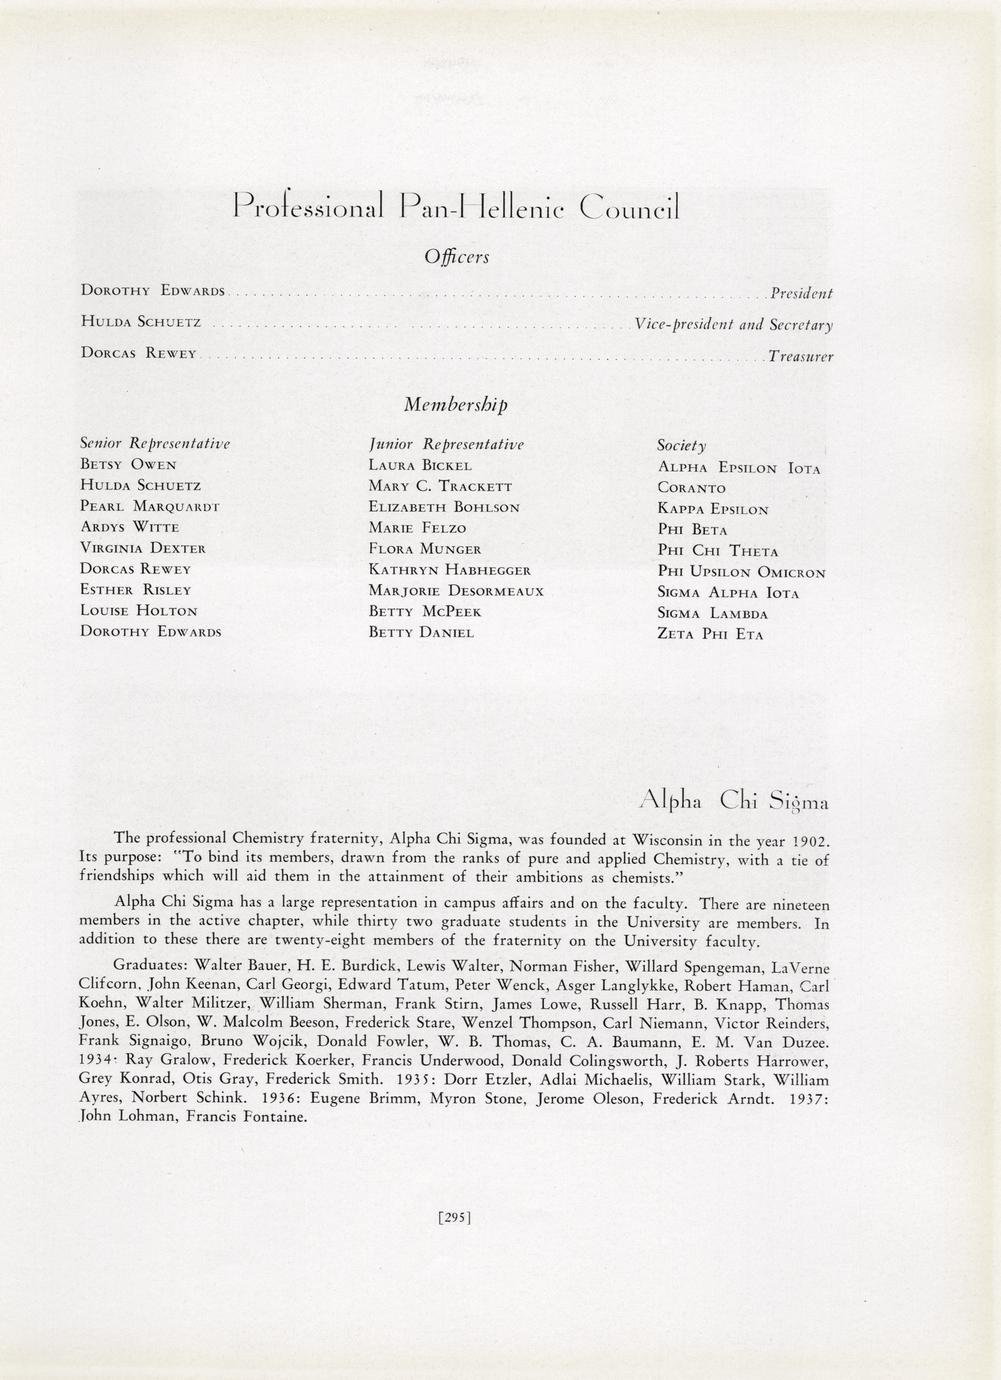 Professional Pan-Hellenic Council
Officers
Dorothy Edwards . . . . . . . . . . . . . . . . . . . . President
Hulda Schuetz . . . . . . . . . . . . . . . . . . . . Vice-president and Secretary
Dorcas Rewey . . . . . . . . . . . . . . . . . . . . Treasurer
Membership
Senior Representative Junior Representative Society
Betsy Owen Laura Bickel Alpha Epsilon Iota
Hulda Schuetz Mary C. Trackett Coranto
Pearl Marquardt Elizabeth Bohlson Kappa Epsilon
Ardys Witte Marie Felzo Phi Beta
Virginia Dexter Flora Munger Phi Chi Theta
Dorcas Rewey Kathryn Habhegger Phi Upsilon Omicron
Esther Risley Marjorie Desormeaux Sigma Alpha Iota
Louise Holton Betty McPeek Sigma Lambda
Dorothy Edwards Betty Daniel Zeta Phi Eta
Alpha Chi Sigma
The professional Chemistry fraternity, Alpha Chi Sigma, was founded at Wisconsin in the year 1902.
Its purpose: "To bind its members, drawn from the ranks of pure and applied Chemistry, with a tie of
friendships which will aid them in the attainment of their ambitions as chemists."
Alpha Chi Sigma has a large representation in campus affairs and on the faculty. There are nineteen
members in the active chapter, while thirty two graduate students in the University are members. In
addition to these there are twenty-eight members of the fraternity on the University faculty.
Graduates: Walter Bauer, H. E. Burdick, Lewis Walter, Norman Fisher, Willard Spengeman, LaVerne
Clifcorn, John Keenan, Carl Georgi, Edward Tatum, Peter Wenck, Asger Langlykke, Robert Haman, Carl
Koehn, Walter Militzer, William Sherman, Frank Stirn, James Lowe, Russell Harr, B. Knapp, Thomas
Jones, E. Olson, W. Malcolm Beeson, Frederick Stare, Wenzel Thompson, Carl Niemann, Victor Reinders,
Frank Signaigo, Bruno Wojcik, Donald Fowler, W. B. Thomas, C. A. Baumann, E. M. Van Duzee.
1934: Ray Gralow, Frederick Koerker, Francis Underwood, Donald Colingsworth, J. Roberts Harrower,
Grey Konrad, Otis Gray, Frederick Smith. 1935: Dorr Etzler, Adlai Michaelis, William Stark, William
Ayres, Norbert Schink. 1936: Eugene Brimm, Myron Stone, Jerome Oleson, Frederick Arndt. 1937:
John Lohman, Francis Fontaine.
[295]